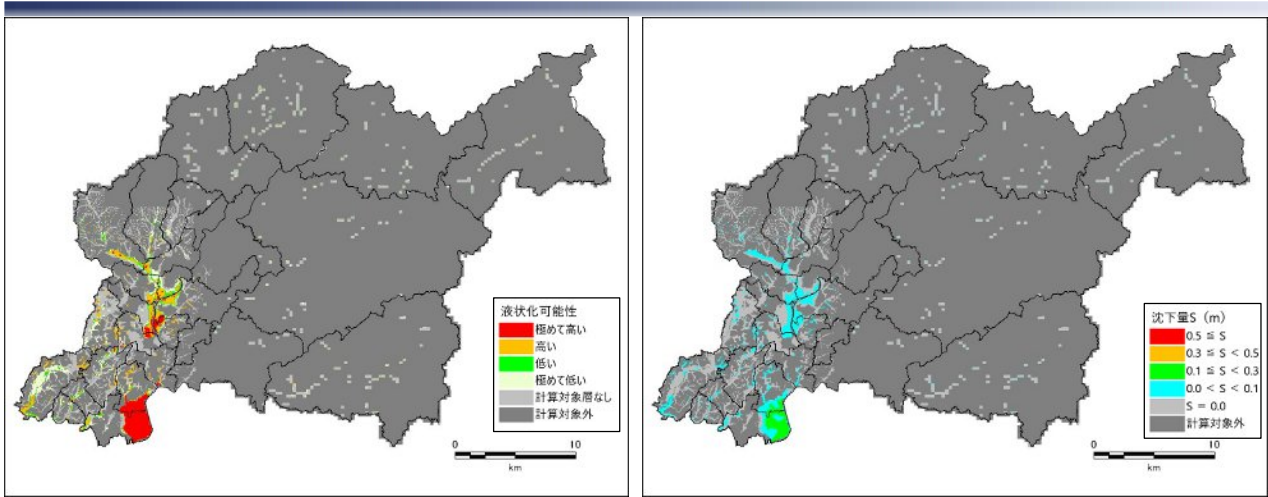 液状化可能性
極めて高い
高い
低い
極めて低い
計算対象層なし
計算対象外
0 10
km
沈下量S（m）
0.5 ≦ S
0.3 ≦ S < 0.5
0.1 ≦ S < 0.3
0.0 < S < 0.1
S = 0.0
計算対象外
0 10
km